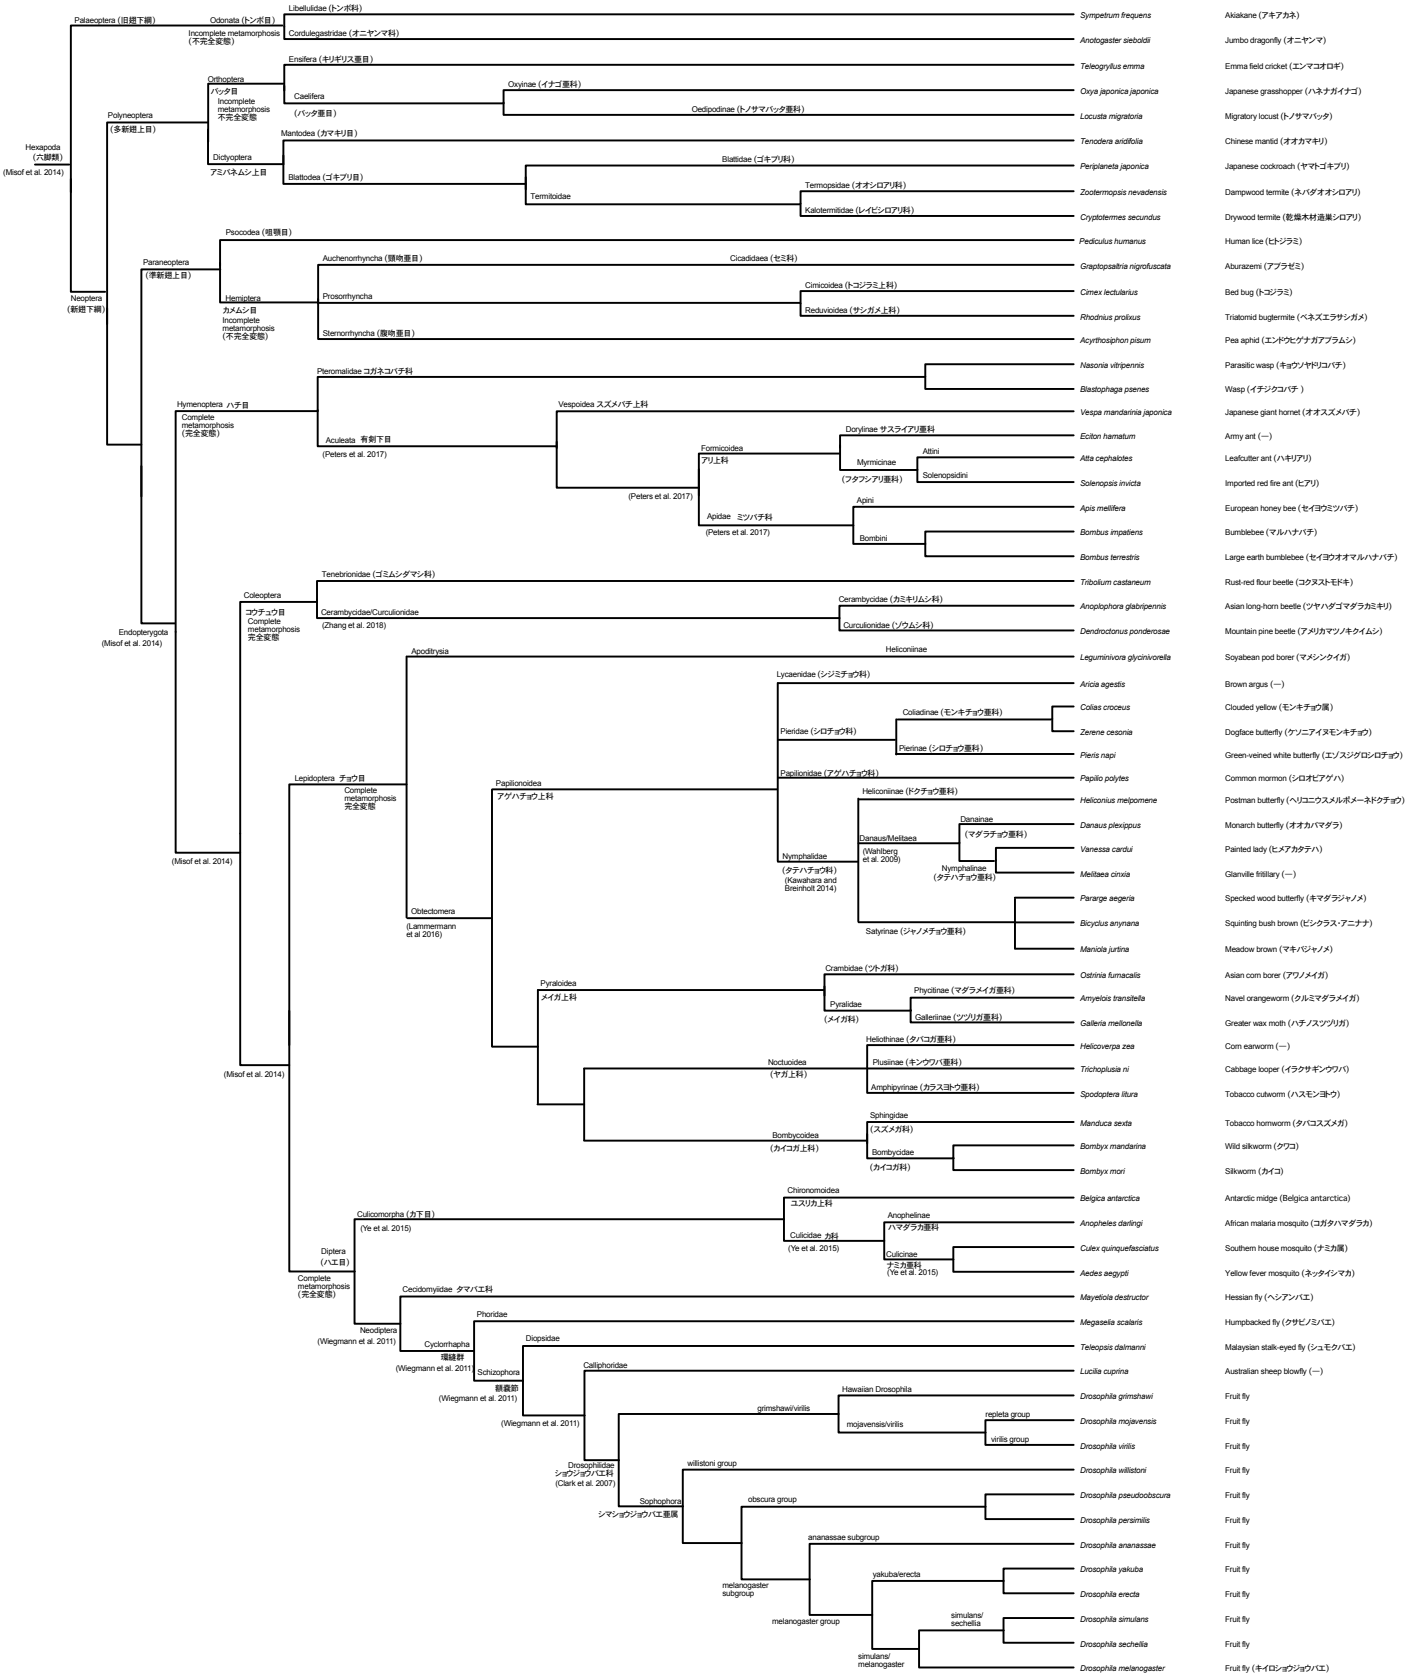 Libellulidae (トンボ科)
Palaeoptera (旧翅下綱)
Odonata (トンボ目)
Sympetrum frequens
Akiakane (アキアカネ)
Incomplete metamorphosis
(不完全変態)
Cordulegastridae (オニヤンマ科)
Anotogaster sieboldii
Jumbo dragonfly (オニヤンマ)
Ensifera (キリギリス亜目)
Teleogryllus emma
Emma field cricket (エンマコオロギ)
Orthoptera
バッタ目
Incomplete
metamorphosis
不完全変態
Caelifera
(バッタ亜目)
Oxyinae (イナゴ亜科)
Oxya japonica japonica
Japanese grasshopper (ハネナガイナゴ)
Oedipodinae (トノサマバッタ亜科)
Locusta migratoria
Migratory locust (トノサマバッタ)
Polyneoptera
(多新翅上目)
Mantodea (カマキリ目)
Tenodera aridifolia
Chinese mantid (オオカマキリ)
Hexapoda
(六脚類)
(Misof et al. 2014)
Dictyoptera
アミバネムシ上目
Blattidae (ゴキブリ科)
Periplaneta japonica
Japanese cockroach (ヤマトゴキブリ)
Blattodea (ゴキブリ目)
Termitoidae
Termopsidae (オオシロアリ科)
Zootermopsis nevadensis
Dampwood termite (ネバダオオシロアリ)
Kalotermitidae (レイビシロアリ科)
Cryptotermes secundus
Drywood termite (乾燥木材造巣シロアリ)
Psocodea (咀顎目)
Pediculus humanus
Human lice (ヒトジラミ)
Paraneoptera
(準新翅上目)
Auchenorrhyncha (頸吻亜目)
Cicadidaea (セミ科)
Graptopsaltria nigrofuscata
Aburazemi (アブラゼミ)
Neoptera
(新翅下綱)
Hemiptera
カメムシ目
Incomplete
metamorphosis
(不完全変態)
Prosorrhyncha
Cimicoidea (トコジラミ上科)
Cimex lectularius
Bed bug (トコジラミ)
Reduvioidea (サシガメ上科)
Rhodnius prolixus
Triatomid bugtermite (ベネズエラサシガメ)
Sternorrhyncha (腹吻亜目)
Acyrthosiphon pisum
Pea aphid (エンドウヒゲナガアブラムシ)
Pteromalidae コガネコバチ科
Nasonia vitripennis
Parasitic wasp (キョウソヤドリコバチ)
Blastophaga psenes
Wasp (イチジクコバチ )
Hymenoptera ハチ目
Complete
metamorphosis
(完全変態)
Vespoidea スズメバチ上科
Vespa mandarinia japonica
Japanese giant hornet (オオスズメバチ)
Aculeata 有剣下目
(Peters et al. 2017)
Formicoidea
アリ上科
Dorylinae サスライアリ亜科
Eciton hamatum
Army ant (―)
Myrmicinae
(フタフシアリ亜科)
Attini
Atta cephalotes
Leafcutter ant (ハキリアリ)
Solenopsidini
Solenopsis invicta
Imported red fire ant (ヒアリ)
(Peters et al. 2017)
Apini
Apis mellifera
European honey bee (セイヨウミツバチ)
Apidae ミツバチ科
(Peters et al. 2017)
Bombini
Bombus impatiens
Bumblebee (マルハナバチ)
Bombus terrestris
Large earth bumblebee (セイヨウオオマルハナバチ)
Tenebrionidae (ゴミムシダマシ科)
Tribolium castaneum
Rust-red flour beetle (コクヌストモドキ)
Coleoptera
コウチュウ目
Complete
metamorphosis
完全変態
Cerambycidae/Curculionidae
(Zhang et al. 2018)
Cerambycidae (カミキリムシ科)
Anoplophora glabripennis
Asian long-horn beetle (ツヤハダゴマダラカミキリ)
Curculionidae (ゾウムシ科)
Dendroctonus ponderosae
Mountain pine beetle (アメリカマツノキクイムシ)
Endopterygota
(Misof et al. 2014)
Apoditrysia
Heliconiinae
Leguminivora glycinivorella
Soyabean pod borer (マメシンクイガ)
Lycaenidae (シジミチョウ科)
Aricia agestis
Brown argus (―)
Coliadinae (モンキチョウ亜科)
Colias croceus
Clouded yellow (モンキチョウ属)
Pieridae (シロチョウ科)
Zerene cesonia
Dogface butterfly (ケソニアイヌモンキチョウ)
Pierinae (シロチョウ亜科)
Pieris napi
Green-veined white butterfly (エゾスジグロシロチョウ)
Lepidoptera チョウ目
Complete
metamorphosis
完全変態
Papilionoidea
アゲハチョウ上科
Papilionidae (アゲハチョウ科)
Papilio polytes
Common mormon (シロオビアゲハ)
Heliconiinae (ドクチョウ亜科)
Heliconius melpomene
Postman butterfly (ヘリコニウスメルポメーネドクチョウ)
Danainae
(マダラチョウ亜科)
Danaus plexippus
Monarch butterfly (オオカバマダラ)
Danaus/Melitaea
(Wahlberg
et al. 2009)
Vanessa cardui
Painted lady (ヒメアカタテハ)
Nymphalidae
(タテハチョウ科)
(Kawahara and
Breinholt 2014)
Nymphalinae
(タテハチョウ亜科)
Melitaea cinxia
Glanville fritillary (―)
(Misof et al. 2014)
Pararge aegeria
Specked wood butterfly (キマダラジャノメ)
Obtectomera
(Lammermann
et al 2016)
Satyrinae (ジャノメチョウ亜科)
Bicyclus anynana
Squinting bush brown (ビシクラス・アニナナ)
Maniola jurtina
Meadow brown (マキバジャノメ)
Crambidae (ツトガ科)
Ostrinia furnacalis
Asian corn borer (アワノメイガ)
Pyraloidea
メイガ上科
Pyralidae
(メイガ科)
Phycitinae (マダラメイガ亜科)
Amyelois transitella
Navel orangeworm (クルミマダラメイガ)
Galleriinae (ツヅリガ亜科)
Galleria mellonella
Greater wax moth (ハチノスツヅリガ)
Heliothinae (タバコガ亜科)
Helicoverpa zea
Corn earworm (―)
(Misof et al. 2014)
Noctuoidea
(ヤガ上科)
Plusiinae (キンウワバ亜科)
Trichoplusia ni
Cabbage looper (イラクサギンウワバ)
Amphipyrinae (カラスヨトウ亜科)
Spodoptera litura
Tobacco cutworm (ハスモンヨトウ)
Sphingidae
(スズメガ科)
Manduca sexta
Tobacco hornworm (タバコスズメガ)
Bombycoidea
(カイコガ上科)
Bombycidae
(カイコガ科)
Bombyx mandarina
Wild silkworm (クワコ)
Bombyx mori
Silkworm (カイコ)
Chironomoidea
ユスリカ上科
Belgica antarctica
Antarctic midge (Belgica antarctica)
Culicomorpha (カ下目)
(Ye et al. 2015)
Anophelinae
ハマダラカ亜科
Anopheles darlingi
African malaria mosquito (コガタハマダラカ)
Culicidae カ科
(Ye et al. 2015)
Culicinae
ナミカ亜科
(Ye et al. 2015)
Culex quinquefasciatus
Southern house mosquito (ナミカ属)
Aedes aegypti
Yellow fever mosquito (ネッタイシマカ)
Diptera
(ハエ目)
Complete
metamorphosis
(完全変態)
Cecidomyiidae タマバエ科
Mayetiola destructor
Hessian fly (ヘシアンバエ)
Neodiptera
(Wiegmann et al. 2011)
Phoridae
Megaselia scalaris
Humpbacked fly (クサビノミバエ)
Cyclorrhapha
環縫群
(Wiegmann et al. 2011)
Diopsidae
Teleopsis dalmanni
Malaysian stalk-eyed fly (シュモクバエ)
Schizophora
額嚢節
(Wiegmann et al. 2011)
Calliphoridae
Lucilia cuprina
Australian sheep blowfly (―)
(Wiegmann et al. 2011)
Hawaiian Drosophila
Drosophila grimshawi
Fruit fly
grimshawi/virilis
mojavensis/virilis
repleta group
Drosophila mojavensis
Fruit fly
virilis group
Drosophila virilis
Fruit fly
Drosophilidae
ショウジョウバエ科
(Clark et al. 2007)
willistoni group
Drosophila willistoni
Fruit fly
Sophophora
シマショウジョウバエ亜属
obscura group
Drosophila pseudoobscura
Fruit fly
Drosophila persimilis
Fruit fly
ananassae subgroup
Drosophila ananassae
Fruit fly
melanogaster
subgroup
yakuba/erecta
Drosophila yakuba
Fruit fly
Drosophila erecta
Fruit fly
melanogaster group
simulans/
sechellia
Drosophila simulans
Fruit fly
Drosophila sechellia
Fruit fly
simulans/
melanogaster
Drosophila melanogaster
Fruit fly (キイロショウジョウバエ)